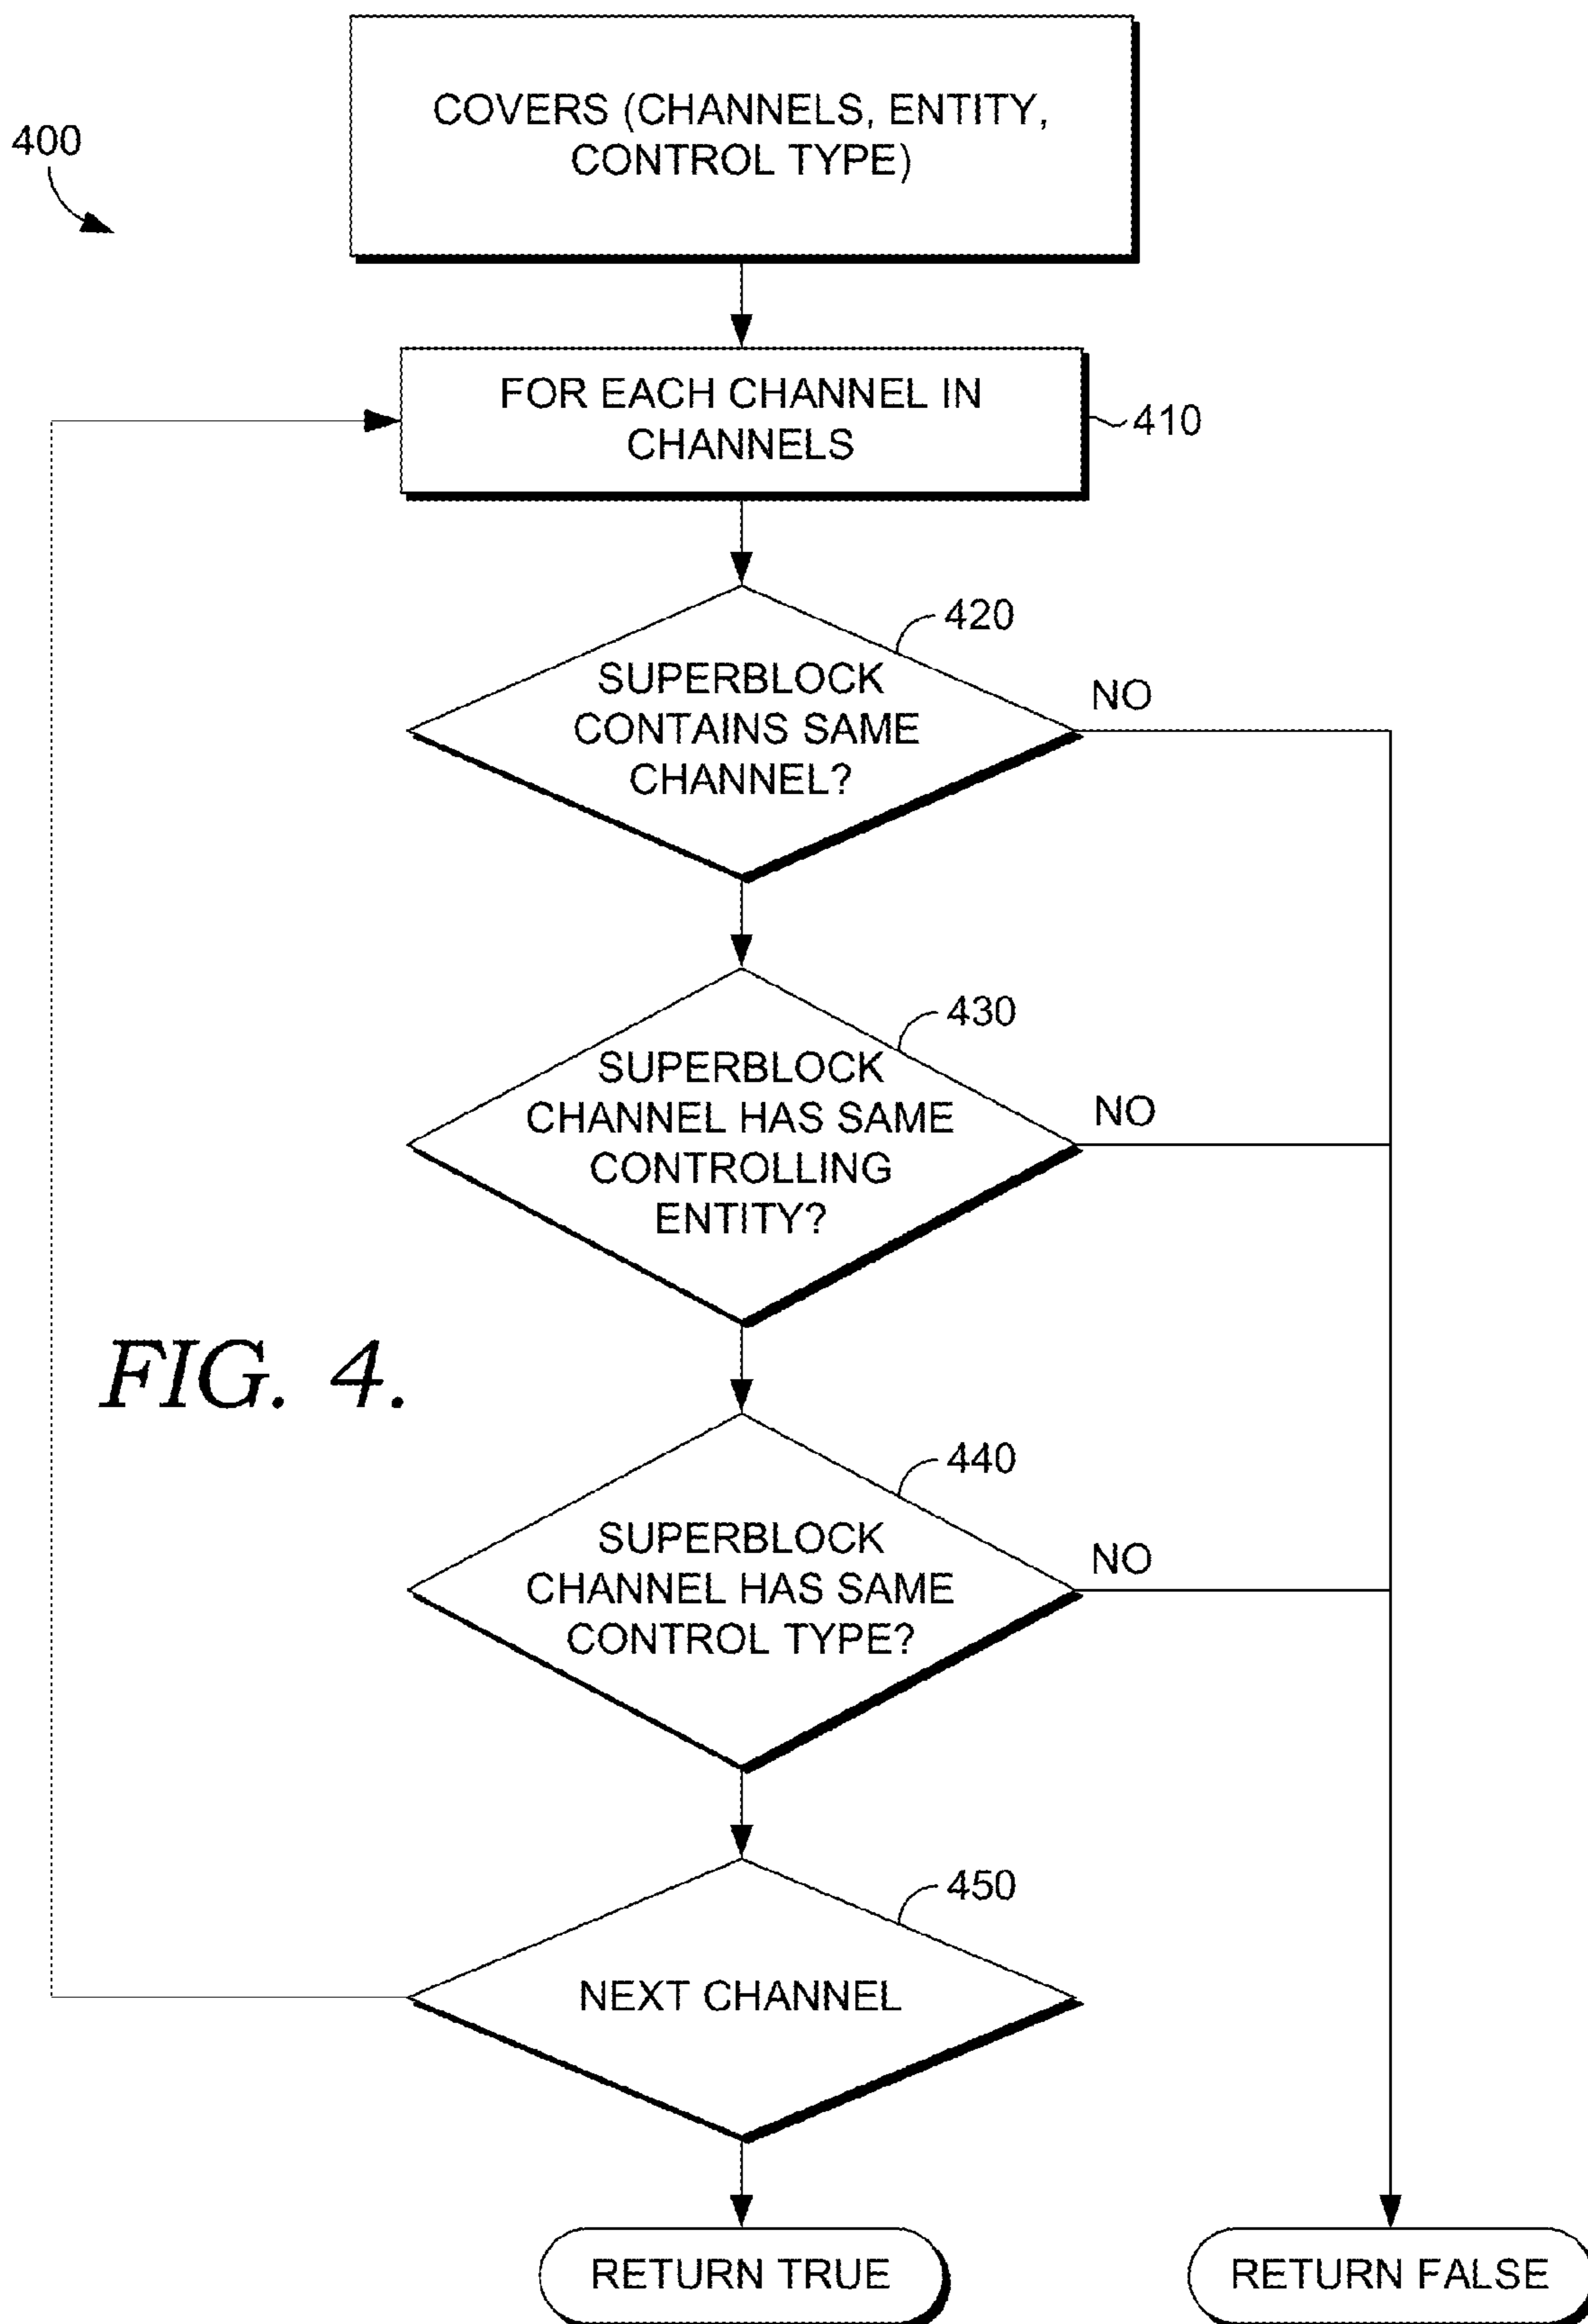 COVERS (CHANNELS, ENTITY,
CONTROL TYPE)
400
FOR EACH CHANNEL IN
CHANNELS
410
420
SUPERBLOCK
CONTAINS SAME
CHANNEL?
NO
430
SUPERBLOCK
CHANNEL HAS SAME
CONTROLLING
ENTITY?
NO
FIG. 4.
440
SUPERBLOCK
CHANNEL HAS SAME
CONTROL TYPE?
NO
450
NEXT CHANNEL
RETURN TRUE
RETURN FALSE